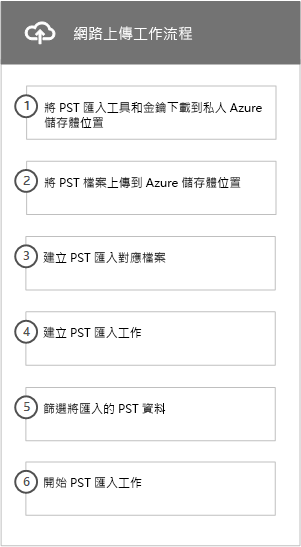 網路上傳工作流程
1 將 PST 匯入工具和金鑰下載到私人 Azure
儲存體位置
2 將 PST 檔案上傳到 Azure 儲存體位置
3 建立 PST 匯入對應檔案
4 建立 PST 匯入工作
5 篩選將匯入的 PST 資料
6 開始 PST 匯入工作